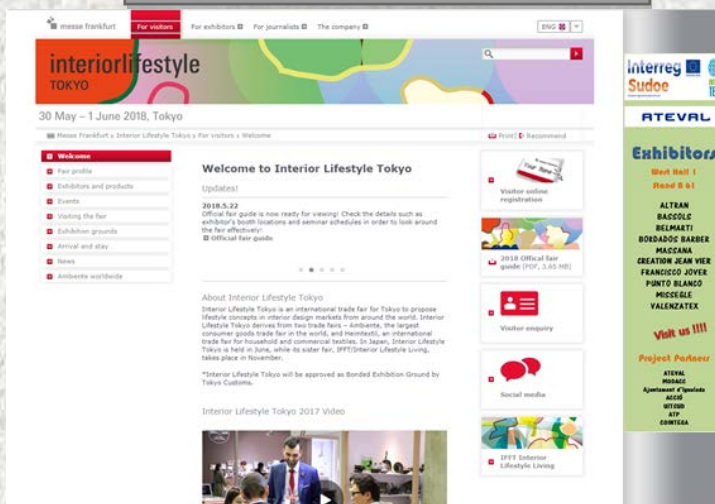 messe frankfurt
For visitors
For exhibitors
For journalists
The company
ENG
interiorlifestyle
TOKYO
30 May – 1 June 2018, Tokyo
Messe Frankfurt » Interior Lifestyle Tokyo » For visitors » Welcome
Print
Recommend
Welcome
Fair profile
Exhibitors and products
Events
Visiting the fair
Exhibition grounds
Arrival and stay
News
Ambiente worldwide
Welcome to Interior Lifestyle Tokyo
Updates!
2018.5.22
Official fair guide is now ready for viewing! Check the details such as
exhibitor's booth locations and seminar schedules in order to look around
the fair effectively!
Official fair guide
About Interior Lifestyle Tokyo
Interior Lifestyle Tokyo is an international trade fair for Tokyo to propose
lifestyle concepts in interior design markets from around the world. Interior
Lifestyle Tokyo derives from two trade fairs – Ambiente, the largest
consumer goods trade fair in the world, and Heimtextil, an international
trade fair for household and commercial textiles. In Japan, Interior Lifestyle
Tokyo is held in June, while its sister fair, IFFT/Interior Lifestyle Living,
takes place in November.
*Interior Lifestyle Tokyo will be approved as Bonded Exhibition Ground by
Tokyo Customs.
Interior Lifestyle Tokyo 2017 Video
Your Name
Visitor online
registration
2018 Offical fair
guide (PDF, 3.65 MB)
Visitor enquiry
Social media
IFFT Interior
Lifestyle Living
Interreg
Sudoe
ATEVAL
Exhibitors
West Hall 1
Stand B 61
ALTRAN
BASSOLS
BELMARTI
BORDADOS BARBER
MASSANA
CREATION JEAN VIER
FRANCISCO JOVER
PUNTO BLANCO
MISSEGLE
VALENZATEX
Visit us !!!!
Project Partners
ATEVAL
MODACC
Ajuntament d'Igualada
ACCIÓ
UITSUD
ATP
COINTEGA